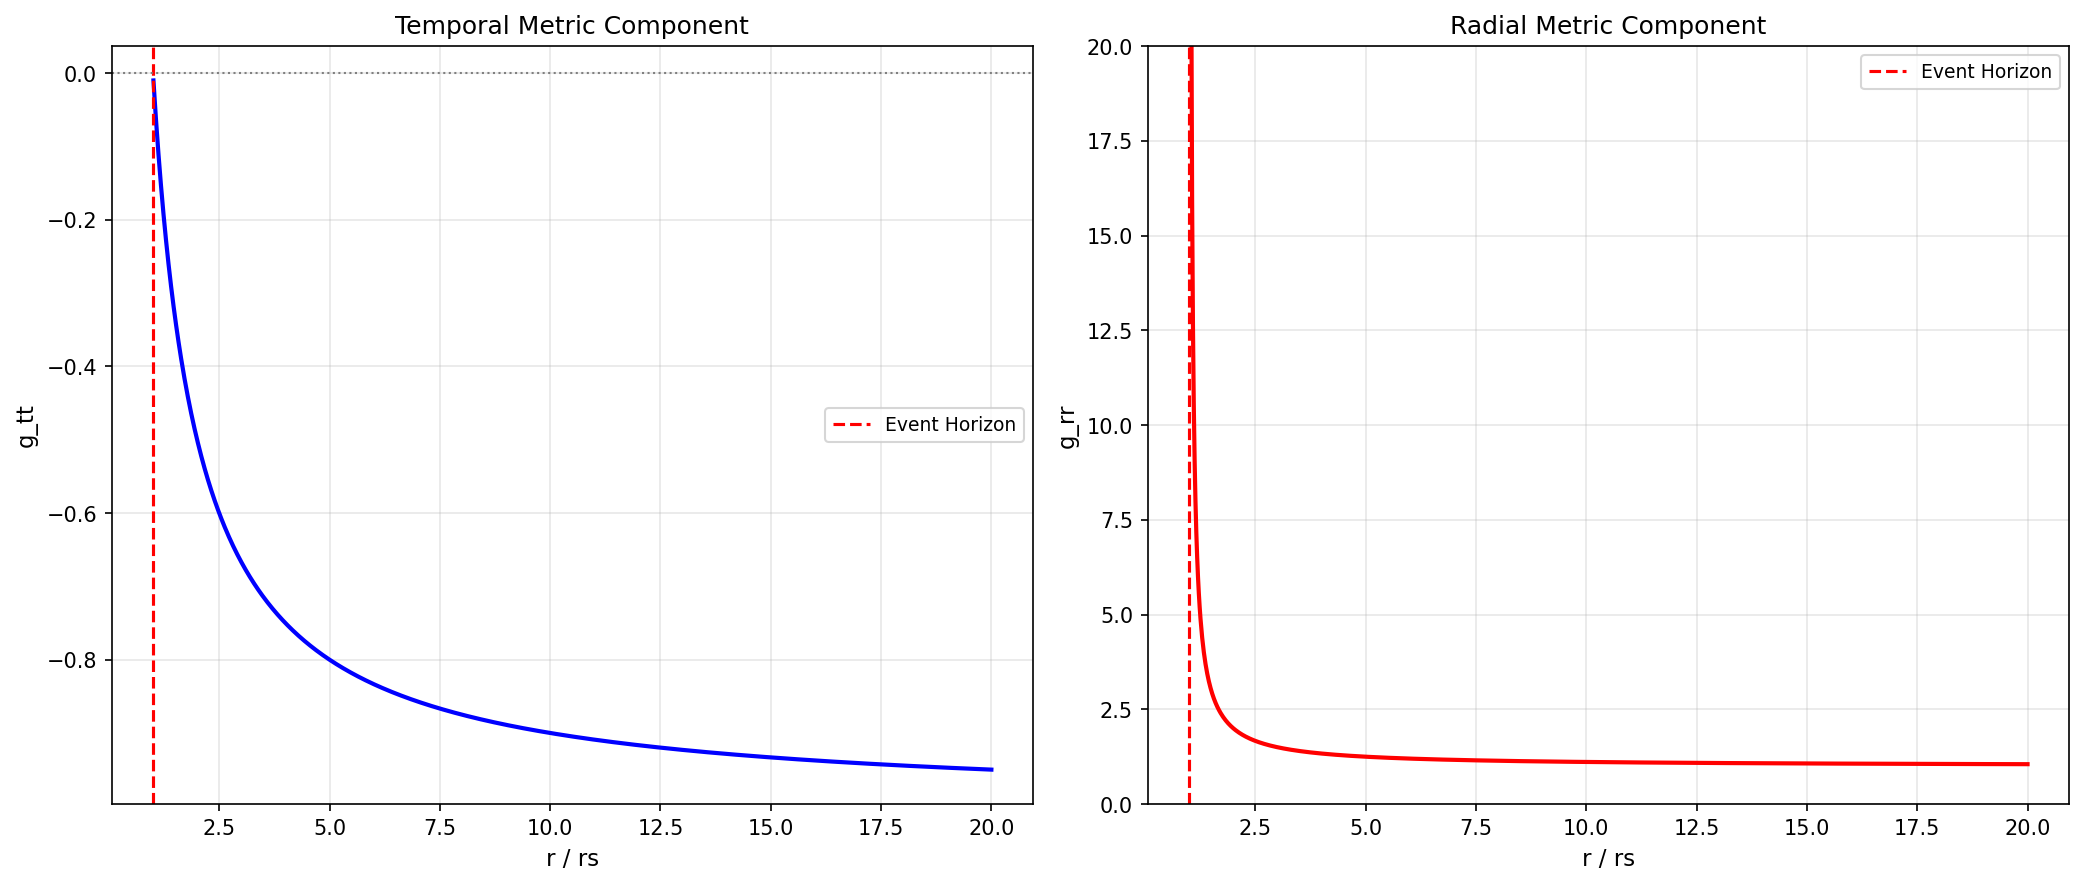 Temporal Metric Component
0.0
−0.2
−0.4
−0.6
−0.8
g_tt
Event Horizon
2.5 5.0 7.5 10.0 12.5 15.0 17.5 20.0
r / rs
Radial Metric Component
20.0
17.5
15.0
12.5
10.0
7.5
5.0
2.5
0.0
g_rr
Event Horizon
2.5 5.0 7.5 10.0 12.5 15.0 17.5 20.0
r / rs